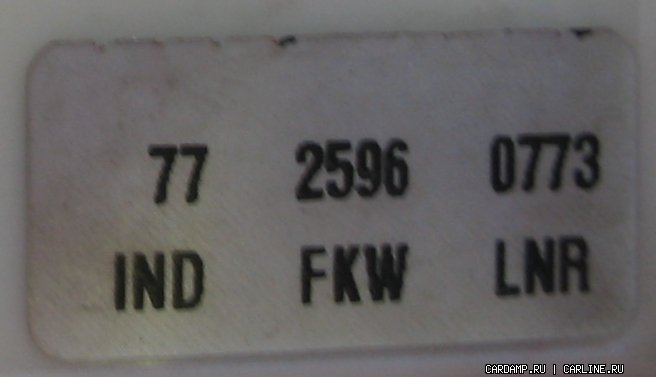 77 2596 0773
IND FKW LNR
CARDAMP.RU | CARLINE.RU